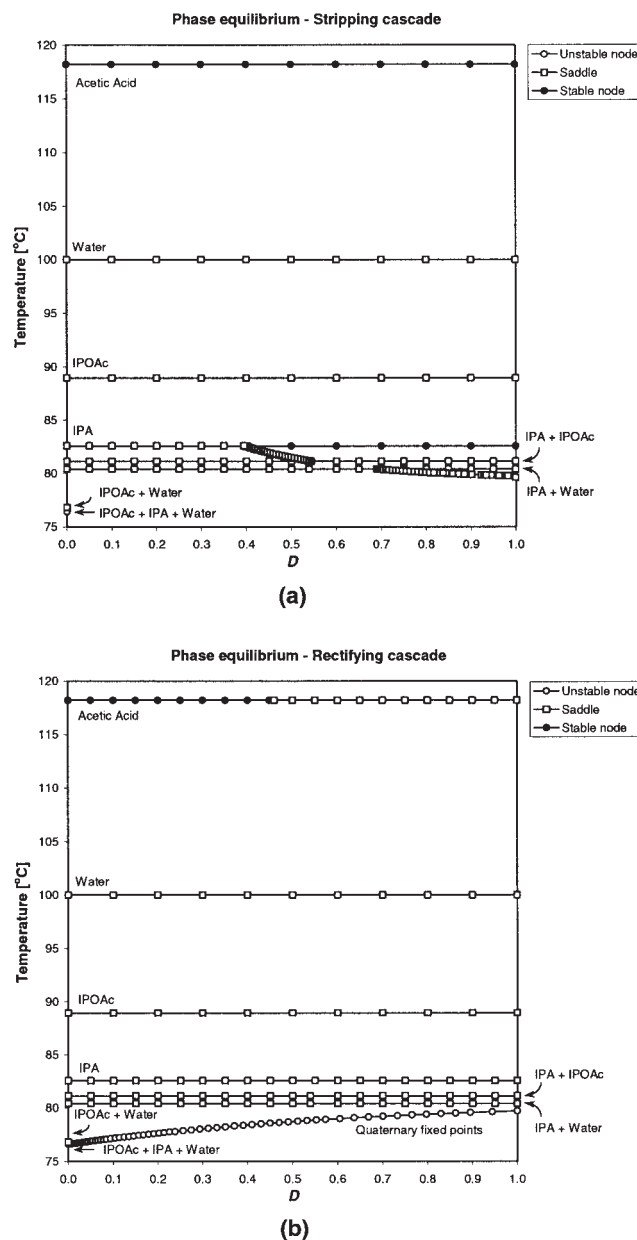 Phase equilibrium - Stripping cascade
120
115
110
105
100
95
90
85
80
75
Temperature [°C]
Acetic Acid
Water
IPOAc
IPA
IPOAc + Water
IPOAc + IPA + Water
IPA + IPOAc
IPA + Water
Unstable node
Saddle
Stable node
0.0 0.1 0.2 0.3 0.4 0.5 0.6 0.7 0.8 0.9 1.0
D
(a)
Phase equilibrium - Rectifying cascade
120
115
110
105
100
95
90
85
80
75
Temperature [°C]
Acetic Acid
Water
IPOAc
IPA
IPOAc + Water
IPOAc + IPA + Water
Quaternary fixed points
IPA + IPOAc
IPA + Water
Unstable node
Saddle
Stable node
0.0 0.1 0.2 0.3 0.4 0.5 0.6 0.7 0.8 0.9 1.0
D
(b)